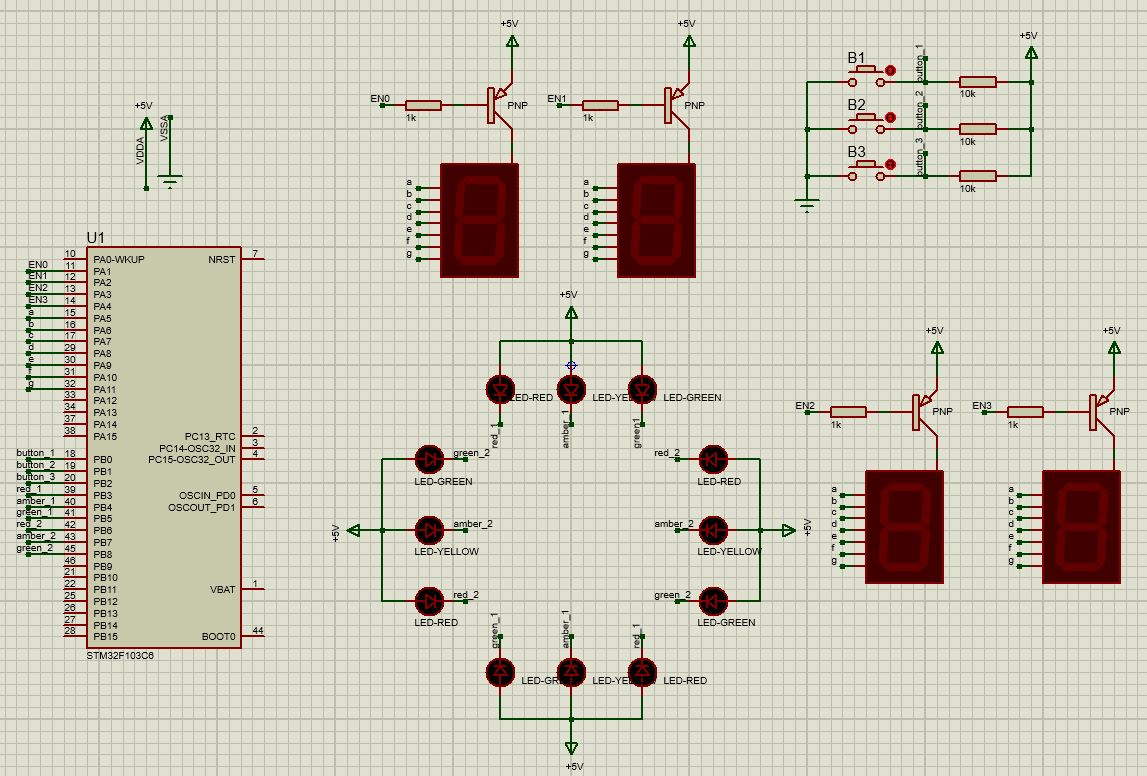 +5V
+5V
EN0
1k
PNP
EN1
1k
PNP
a
b
c
d
e
f
g
a
b
c
d
e
f
g
+5V
B1
button_1
10k
B2
button_2
10k
B3
button_3
10k
+5V
VDDA
VSSA
U1
EN0
EN1
EN2
EN3
a
b
c
d
e
f
g
button_1
button_2
button_3
red_1
amber_1
green_1
red_2
amber_2
green_2
10 PA0-WKUP
11 PA1
12 PA2
13 PA3
14 PA4
15 PA5
16 PA6
17 PA7
29 PA8
30 PA9
31 PA10
32 PA11
33 PA12
34 PA13
37 PA14
38 PA15
18 PB0
19 PB1
20 PB2
39 PB3
40 PB4
41 PB5
42 PB6
43 PB7
45 PB8
46 PB9
21 PB10
22 PB11
25 PB12
26 PB13
27 PB14
28 PB15
NRST 7
PC13_RTC 2
PC14-OSC32_IN 3
PC15-OSC32_OUT 4
OSCIN_PD0 5
OSCOUT_PD1 6
VBAT 1
BOOT0 44
STM32F103C6
+5V
LED-RED
LED-YEL
LED-GREEN
red_1
amber_1
green1
green_2
LED-GREEN
amber_2
LED-YELLOW
red_2
LED-RED
+5V
red_2
LED-RED
amber_2
LED-YELLOW
green_2
LED-GREEN
+5V
green_1
amber_1
red_1
LED-GR
LED-YEL
LED-RED
+5V
+5V
+5V
EN2
1k
PNP
EN3
1k
PNP
a
b
c
d
e
f
g
a
b
c
d
e
f
g